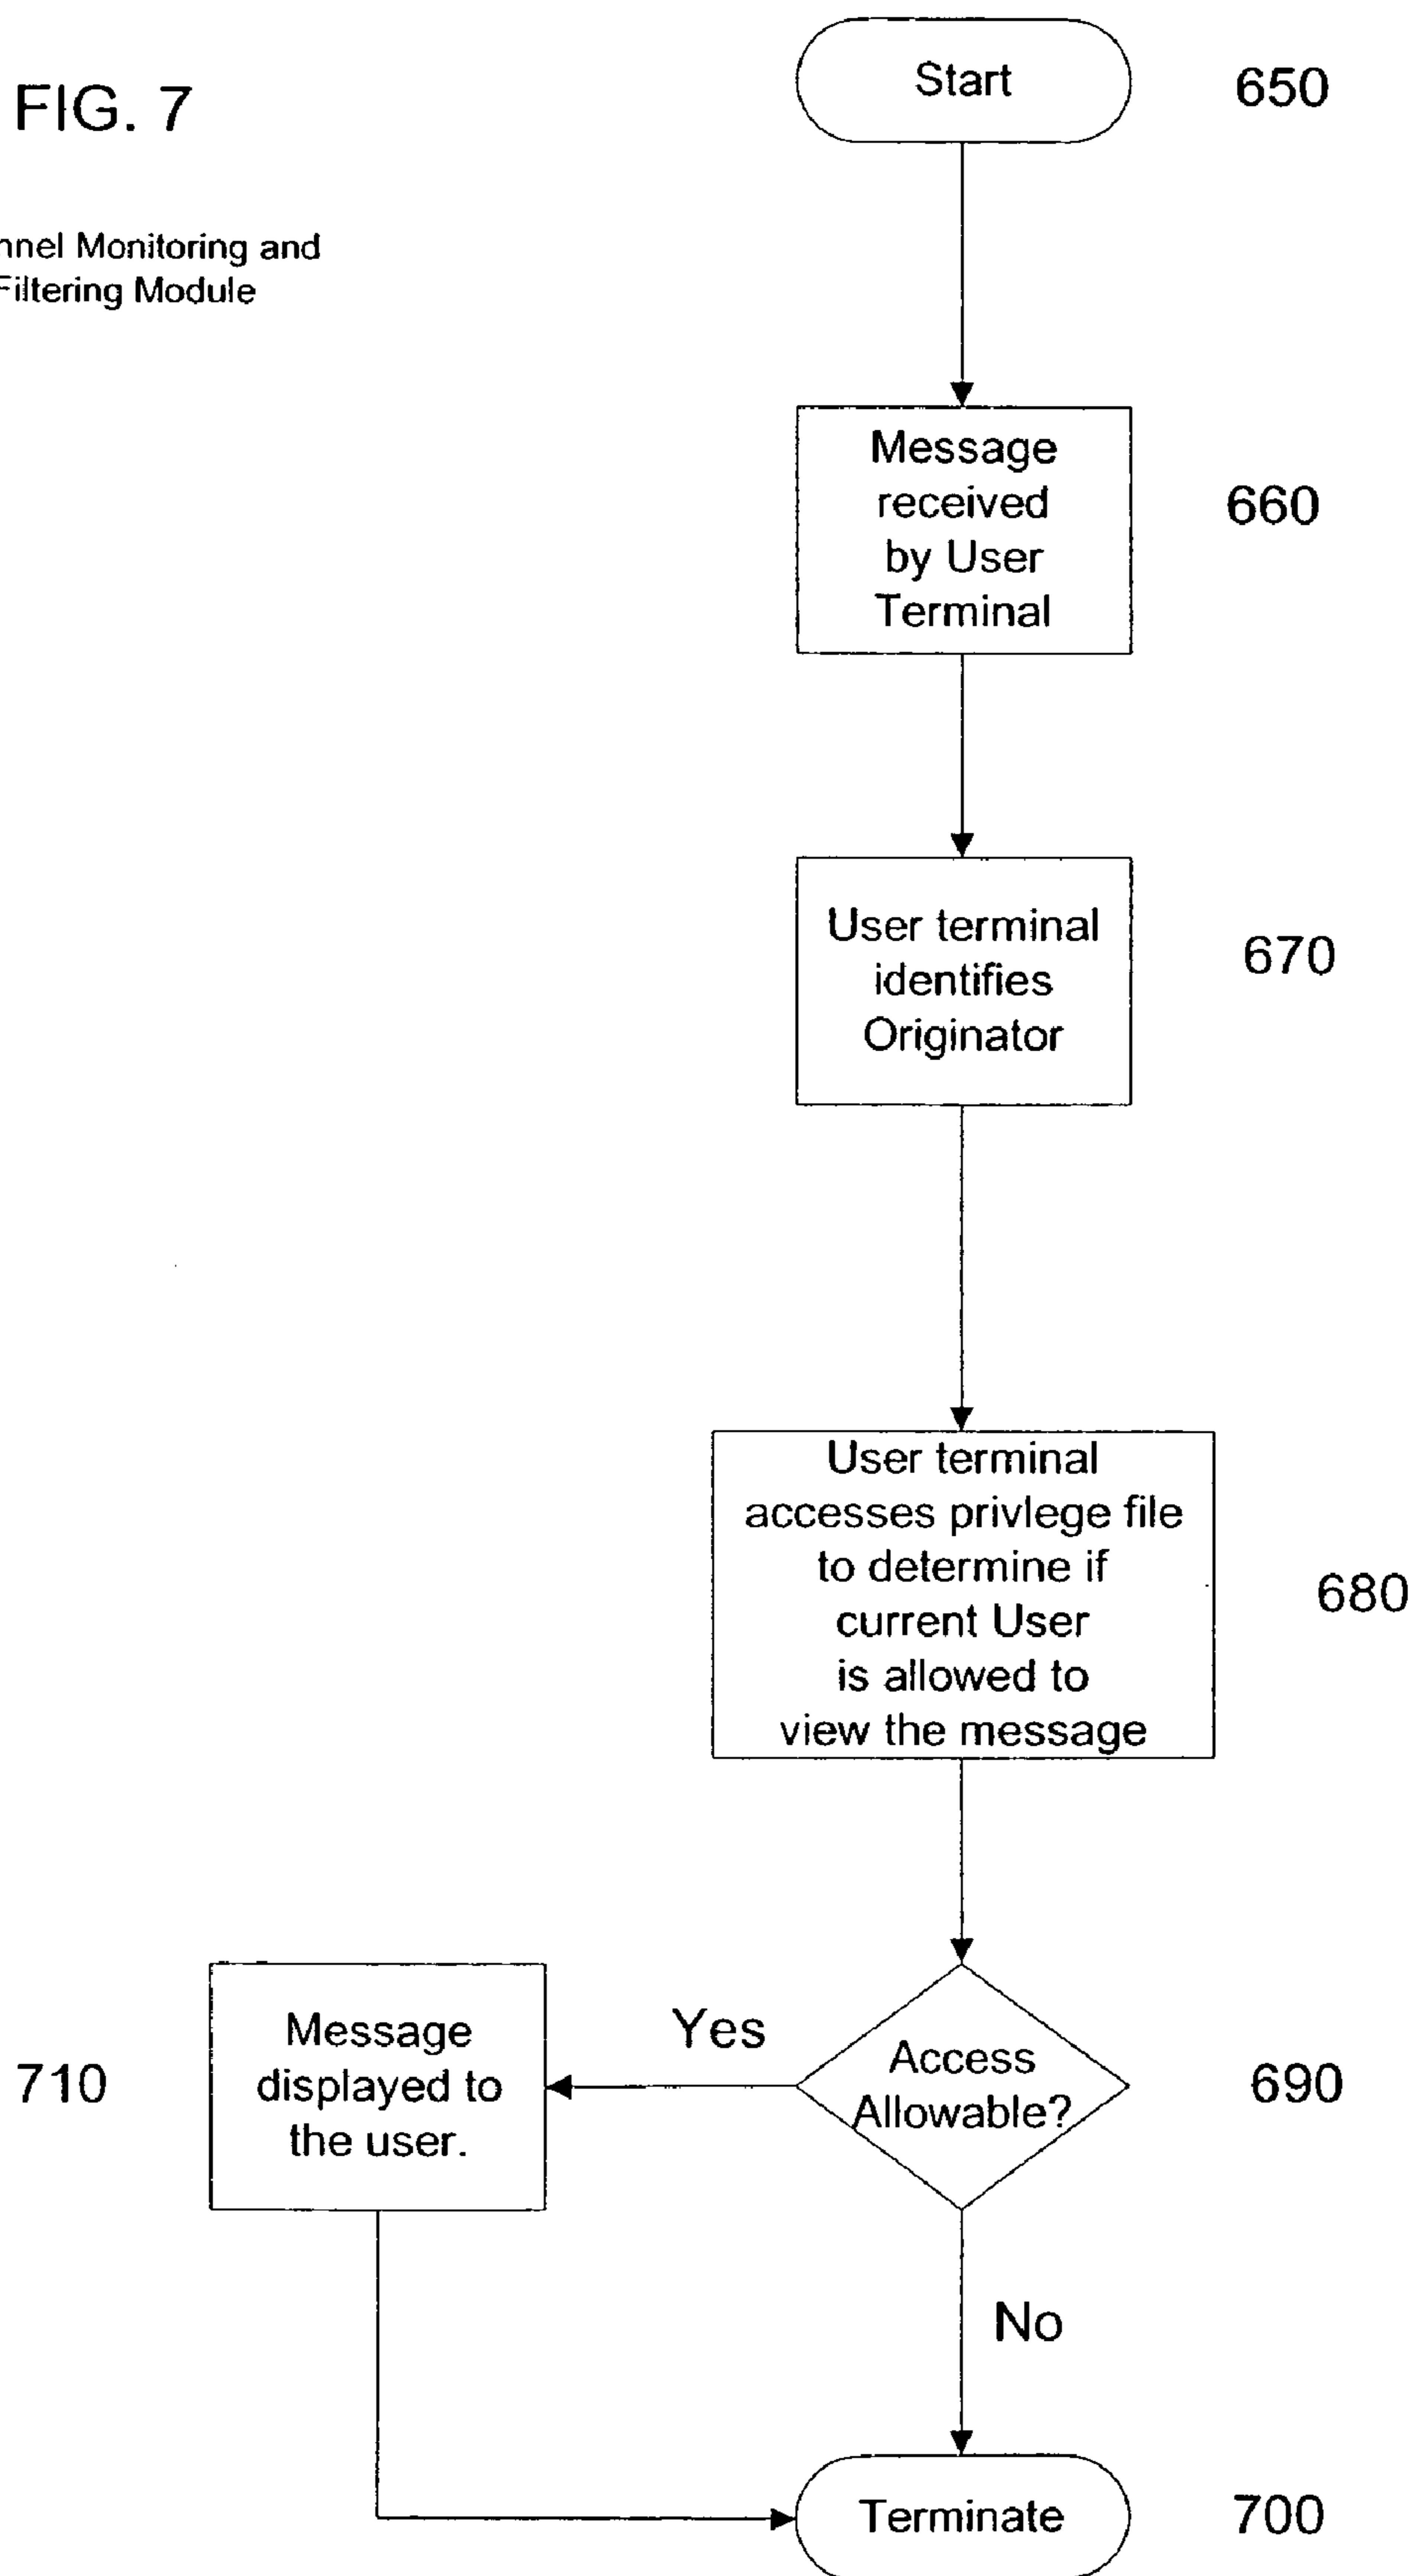 FIG. 7
nnel Monitoring and
Filtering Module
Start
650
Message
received
by User
Terminal
660
User terminal
identifies
Originator
670
User terminal
accesses privlege file
to determine if
current User
is allowed to
view the message
680
Access
Allowable?
690
Yes
Message
displayed to
the user.
710
No
Terminate
700